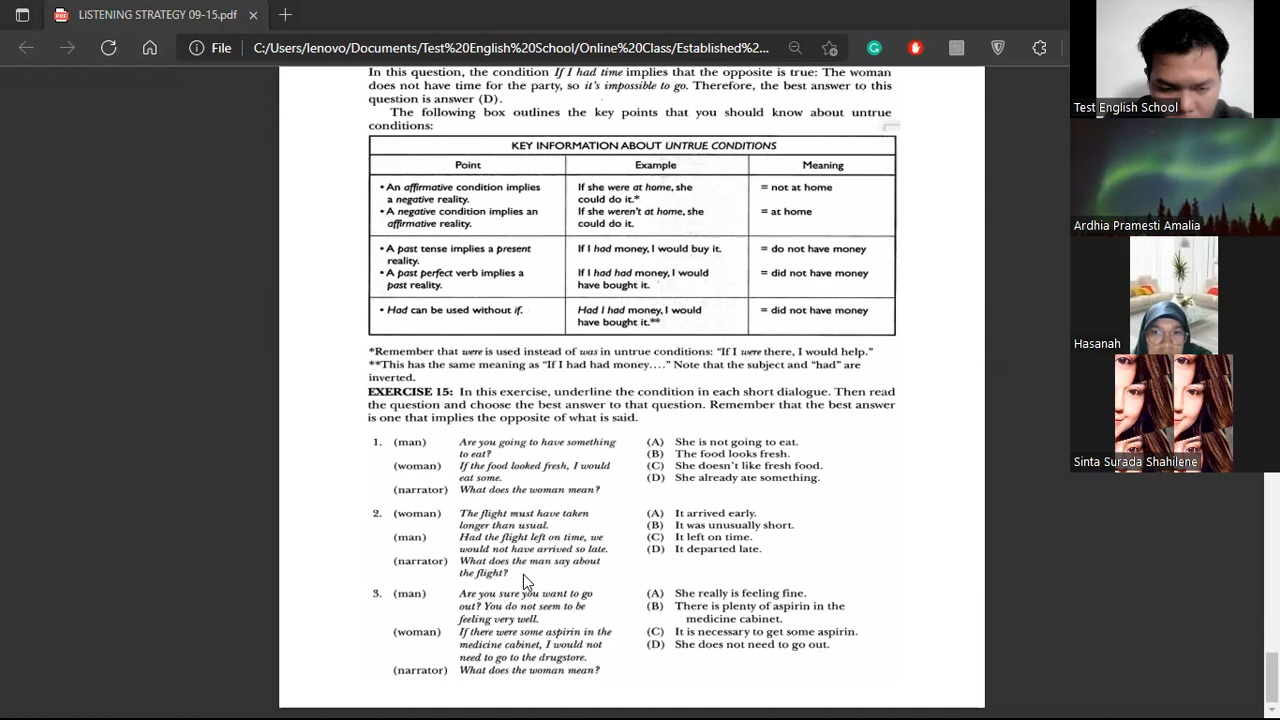 LISTENING STRATEGY 09-15.pdf
File
C:/Users/lenovo/Documents/Test%20English%20School/Online%20Class/Established%2...
In this question, the condition If I had time implies that the opposite is true: The woman
does not have time for the party, so it's impossible to go. Therefore, the best answer to this
question is answer (D).
The following box outlines the key points that you should know about untrue
conditions:
KEY INFORMATION ABOUT UNTRUE CONDITIONS
Point Example Meaning
• An affirmative condition implies If she were at home, she = not at home
a negative reality. could do it.*
• A negative condition implies an If she weren't at home, she = at home
affirmative reality. could do it.
• A past tense implies a present If I had money, I would buy it. = do not have money
reality.
• A past perfect verb implies a If I had had money, I would = did not have money
past reality. have bought it.
• Had can be used without if. Had I had money, I would = did not have money
have bought it.**
*Remember that were is used instead of was in untrue conditions: "If I were there, I would help."
**This has the same meaning as "If I had had money...." Note that the subject and "had" are
inverted.
EXERCISE 15: In this exercise, underline the condition in each short dialogue. Then read
the question and choose the best answer to that question. Remember that the best answer
is one that implies the opposite of what is said.
1. (man) Are you going to have something (A) She is not going to eat.
to eat? (B) The food looks fresh.
(woman) If the food looked fresh, I would (C) She doesn't like fresh food.
eat some. (D) She already ate something.
(narrator) What does the woman mean?
2. (woman) The flight must have taken (A) It arrived early.
longer than usual. (B) It was unusually short.
(man) Had the flight left on time, we (C) It left on time.
would not have arrived so late. (D) It departed late.
(narrator) What does the man say about
the flight?
3. (man) Are you sure you want to go (A) She really is feeling fine.
out? You do not seem to be (B) There is plenty of aspirin in the
feeling very well. medicine cabinet.
(woman) If there were some aspirin in the (C) It is necessary to get some aspirin.
medicine cabinet, I would not (D) She does not need to go out.
need to go to the drugstore.
(narrator) What does the woman mean?
Test English School
Ardhia Pramesti Amalia
Hasanah
Sinta Surada Shahilene